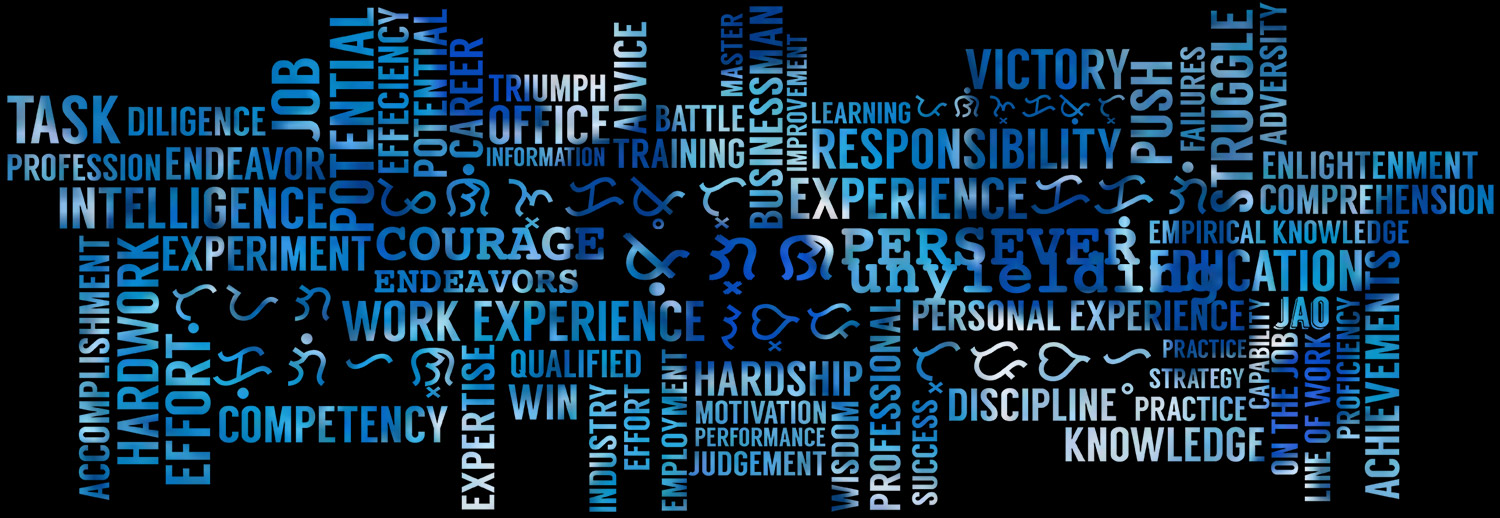 TASK
DILIGENCE
JOB
POTENTIAL
EFFECIENCY
POTENTIAL
CAREER
TRIUMPH
OFFICE
INFORMATION
ADVICE
BATTLE
TRAINING
MASTER
BUSINESSMAN
IMPROVEMENT
LEARNING
VICTORY
RESPONSIBILITY
PUSH
FAILURES
STRUGGLE
ADVERSITY
PROFESSION
ENDEAVOR
INTELLIGENCE
EXPERIENCE
ENLIGHTENMENT
COMPREHENSION
ACCOMPLISHMENT
HARDWORK
EXPERIMENT
COURAGE
ENDEAVORS
PERSEVER
unyielding
EMPIRICAL KNOWLEDGE
EDUCATION
EFFORT
WORK EXPERIENCE
PERSONAL EXPERIENCE
JAO
COMPETENCY
EXPERTISE
QUALIFIED
WIN
INDUSTRY
EFFORT
EMPLOYMENT
HARDSHIP
MOTIVATION
PERFORMANCE
JUDGEMENT
WISDOM
PROFESSIONAL
SUCCESS
DISCIPLINE
PRACTICE
STRATEGY
PRACTICE
KNOWLEDGE
CAPABILITY
ON THE JOB
LINE OF WORK
PROFICIENCY
ACHIEVEMENTS